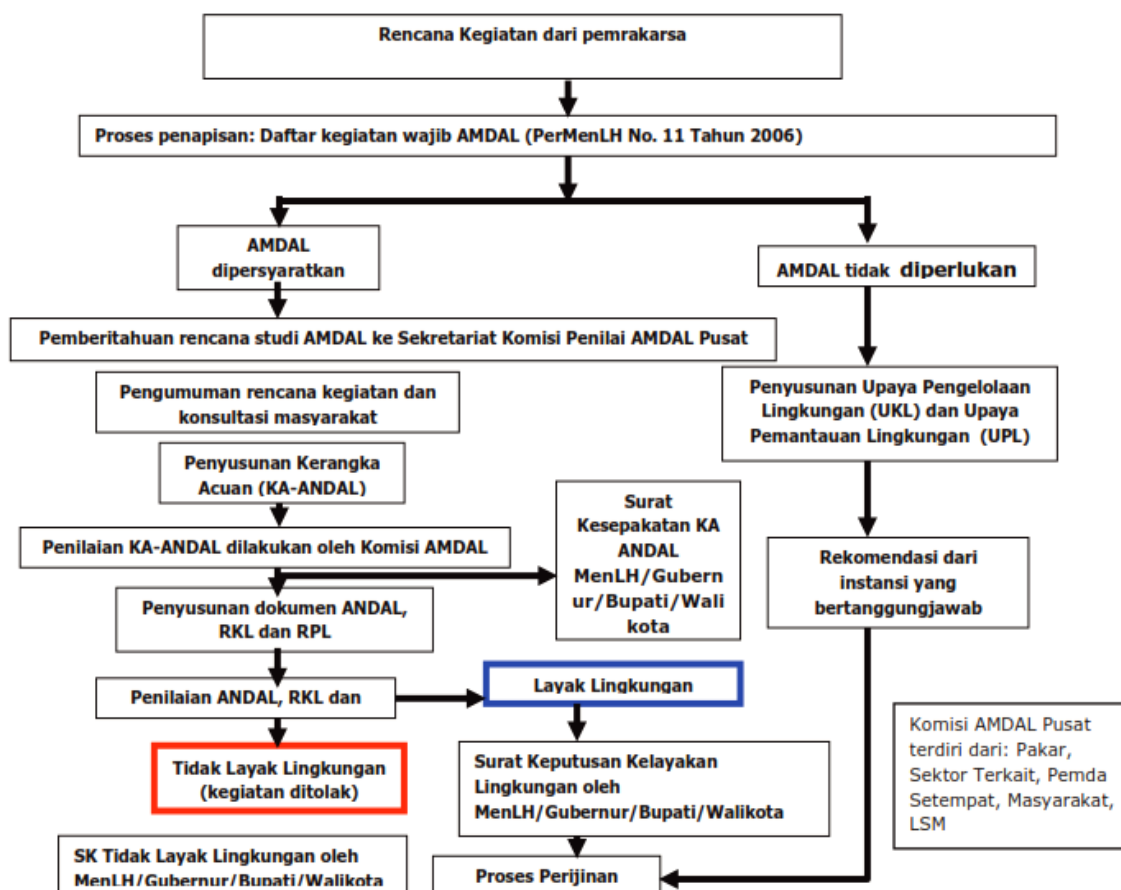 Rencana Kegiatan dari pemrakarsa
Proses penapisan: Daftar kegiatan wajib AMDAL (PerMenLH No. 11 Tahun 2006)
AMDAL
dipersyaratkan
AMDAL tidak diperlukan
Pemberitahuan rencana studi AMDAL ke Sekretariat Komisi Penilai AMDAL Pusat
Pengumuman rencana kegiatan dan
konsultasi masyarakat
Penyusunan Upaya Pengelolaan
Lingkungan (UKL) dan Upaya
Pemantauan Lingkungan (UPL)
Penyusunan Kerangka
Acuan (KA-ANDAL)
Surat
Kesepakatan KA
ANDAL
MenLH/Gubern
ur/Bupati/Wali
kota
Penilaian KA-ANDAL dilakukan oleh Komisi AMDAL
Rekomendasi dari
instansi yang
bertanggungjawab
Penyusunan dokumen ANDAL,
RKL dan RPL
Penilaian ANDAL, RKL dan
Layak Lingkungan
Tidak Layak Lingkungan
(kegiatan ditolak)
Surat Keputusan Kelayakan
Lingkungan oleh
MenLH/Gubernur/Bupati/Walikota
Komisi AMDAL Pusat
terdiri dari: Pakar,
Sektor Terkait, Pemda
Setempat, Masyarakat,
LSM
SK Tidak Layak Lingkungan oleh
MenLH/Gubernur/Bupati/Walikota
Proses Perijinan